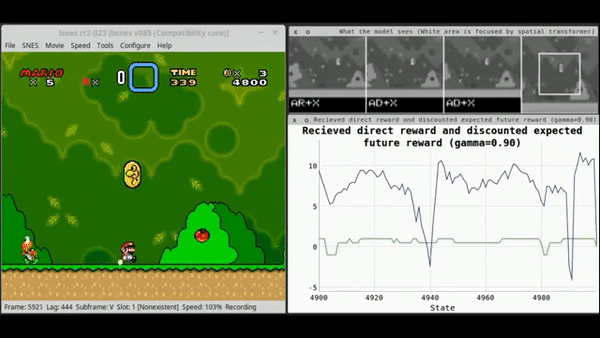 lsnes rr2-β23 [bsnes v085 (Compatibility core)]
File SNES Movie Speed Tools Configure Help
MARIO
x 5
x
0
TIME
339
x 3
4800
Frame: 5921 Lag: 444 Subframe: V Slot: 1 [Nonexistent] Speed: 103% Recording
What the model sees (White area is focused by spatial transformer)
AR+X
AD+X
AD+X
Recieved direct reward and discounted expected future reward (gamma=0.90)
Recieved direct reward and discounted expected
future reward (gamma=0.90)
10
5
0
-5
4900
4920
4940
4960
4980
State